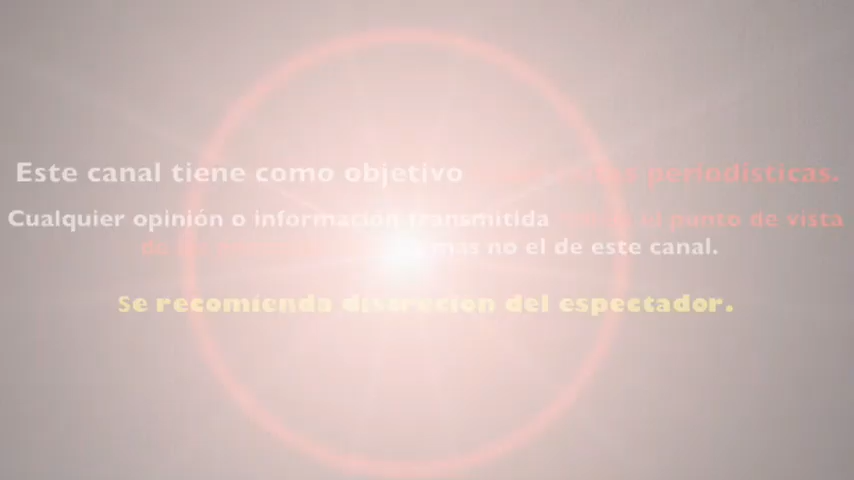 Este canal tiene como objetivo periodísticas.
Cualquier opinión o información transmitida el punto de vista
de mas no el de este canal.
Se recomienda discreción del espectador.